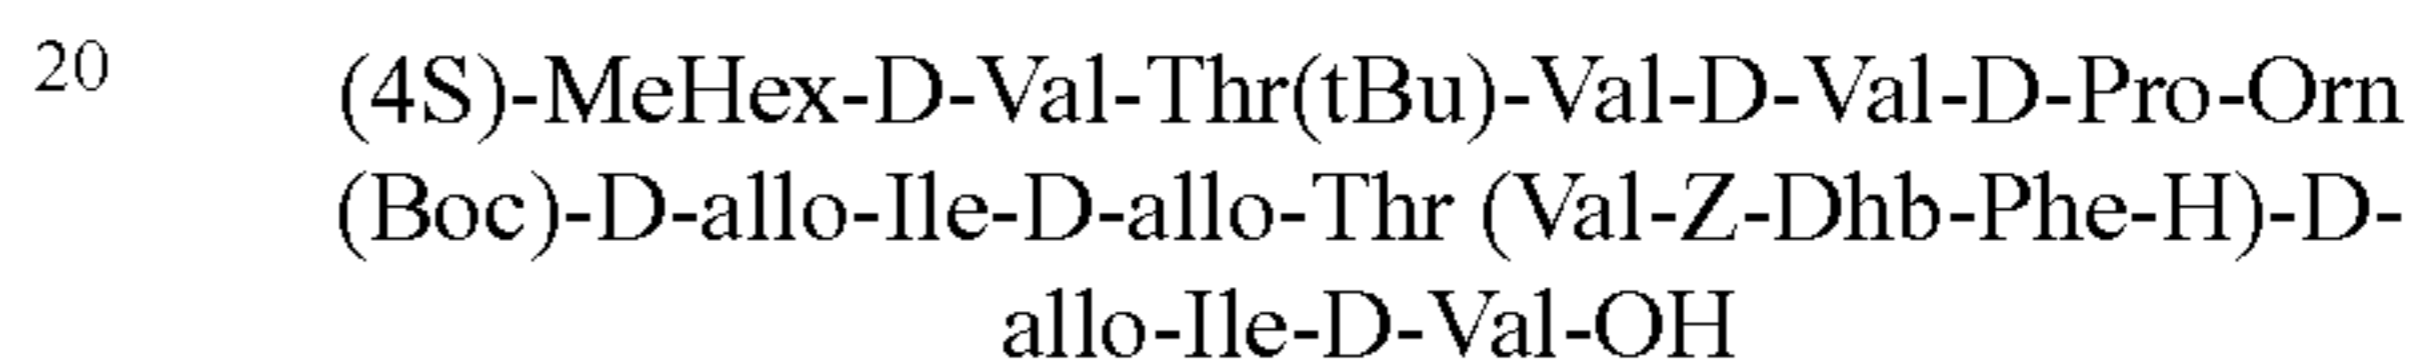 20 (4S)-MeHex-D-Val-Thr(tBu)-Val-D-Val-D-Pro-Orn
(Boc)-D-allo-Ile-D-allo-Thr (Val-Z-Dhb-Phe-H)-D-
allo-Ile-D-Val-OH